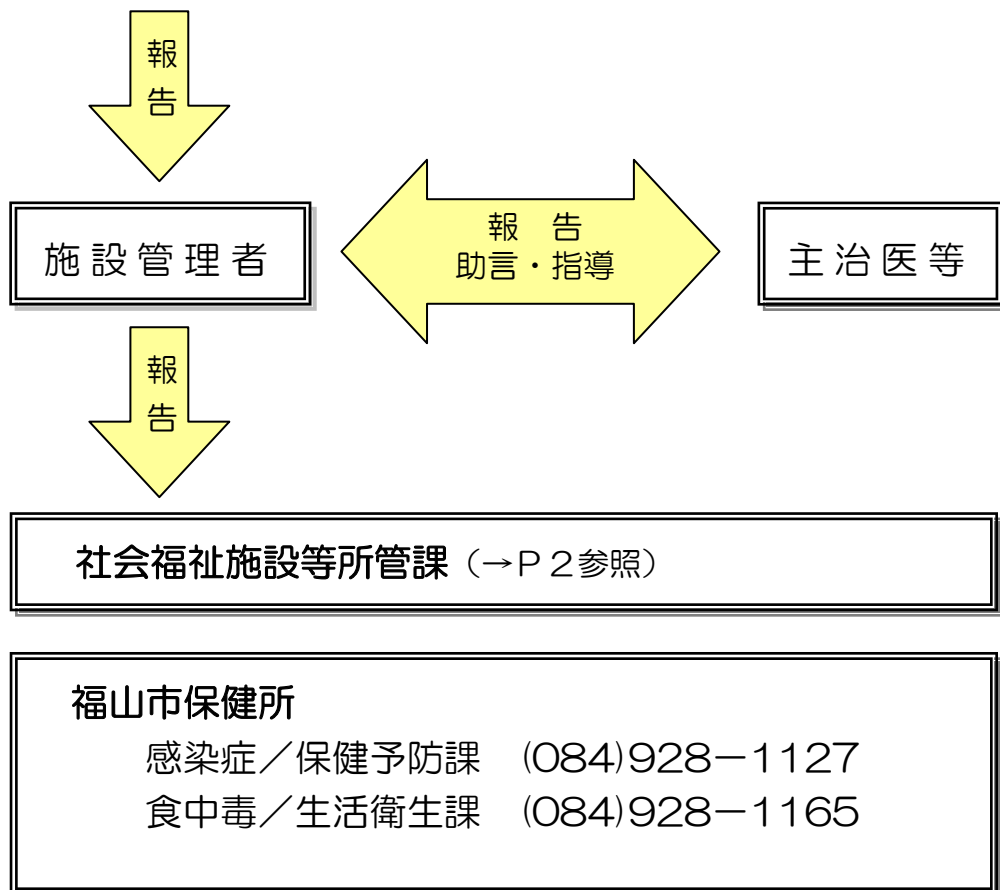 報
告
施設管理者
報　告
助言・指導
主治医等
報
告
社会福祉施設等所管課（→Ｐ２参照）
福山市保健所
感染症／保健予防課　(084)928－1127
食中毒／生活衛生課　(084)928－1165